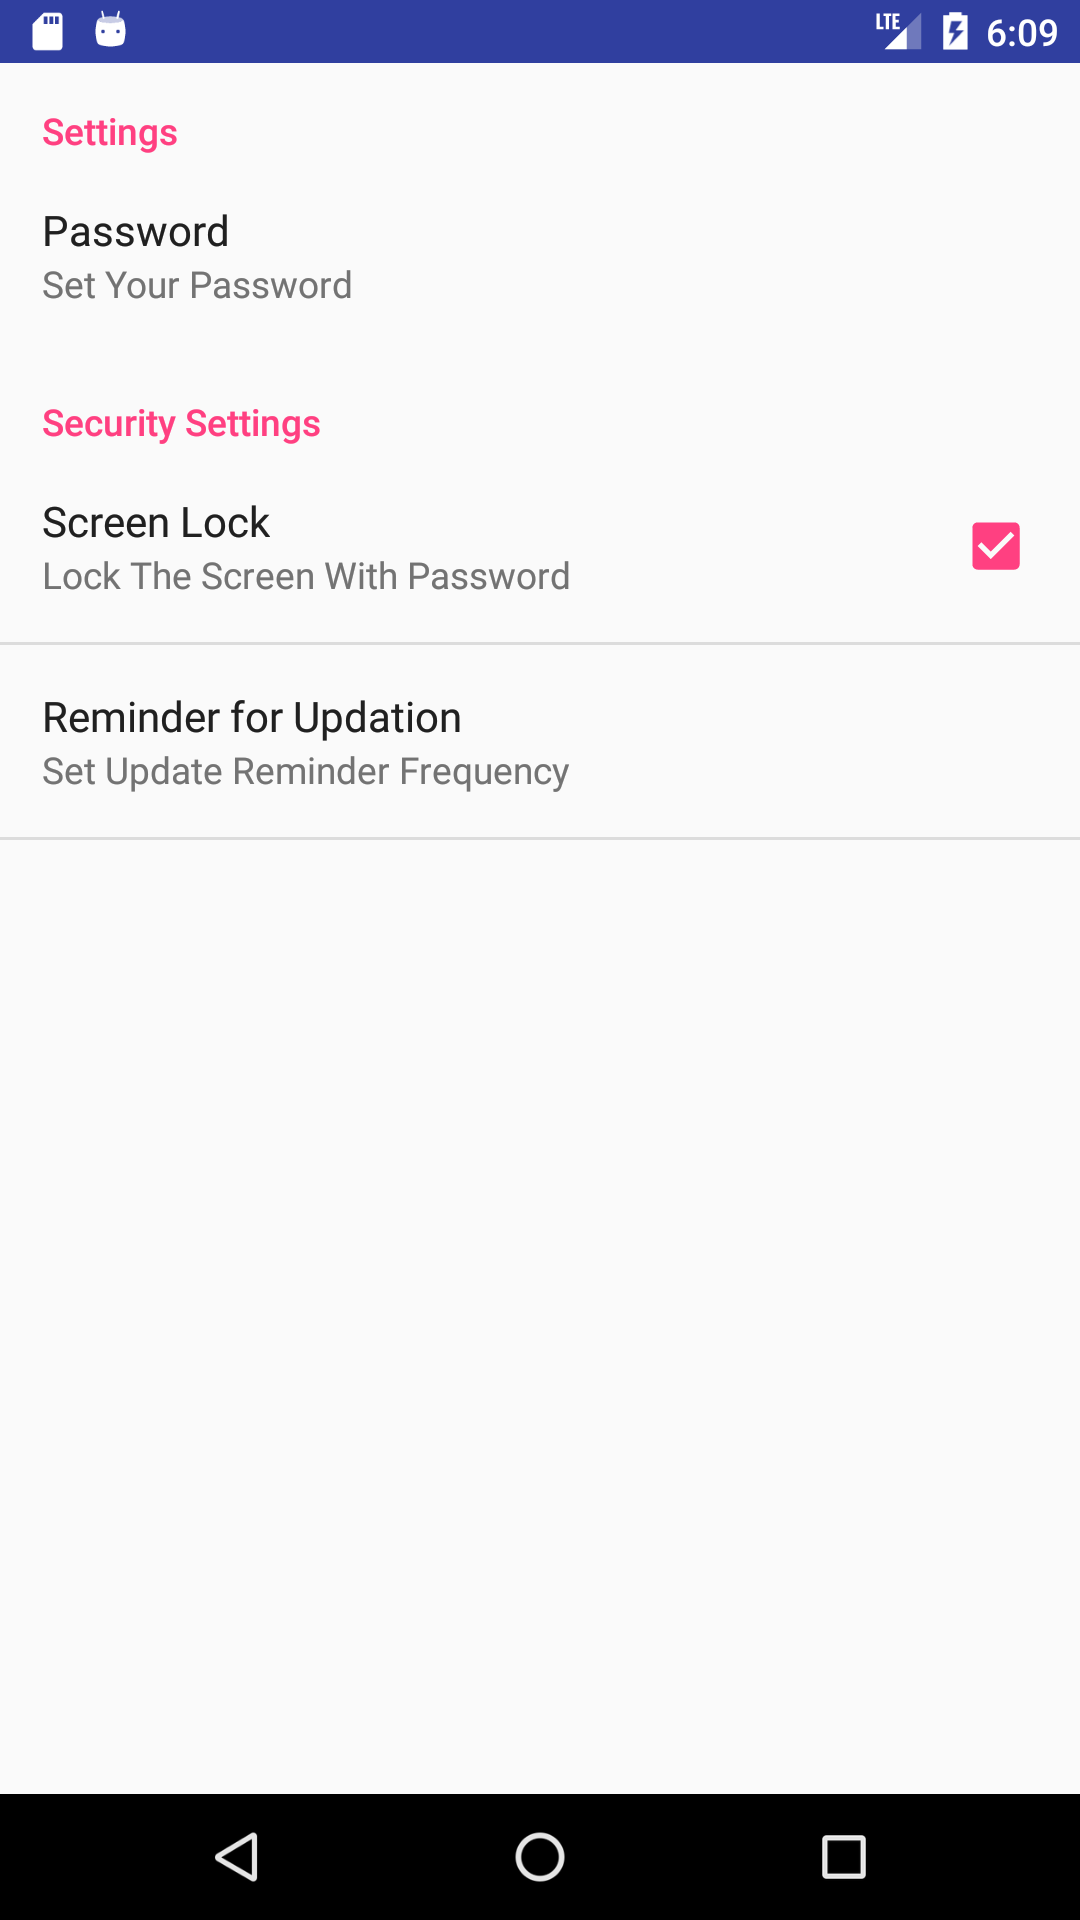 LTE 6:09
Settings
Password
Set Your Password
Security Settings
Screen Lock
Lock The Screen With Password
Reminder for Updation
Set Update Reminder Frequency